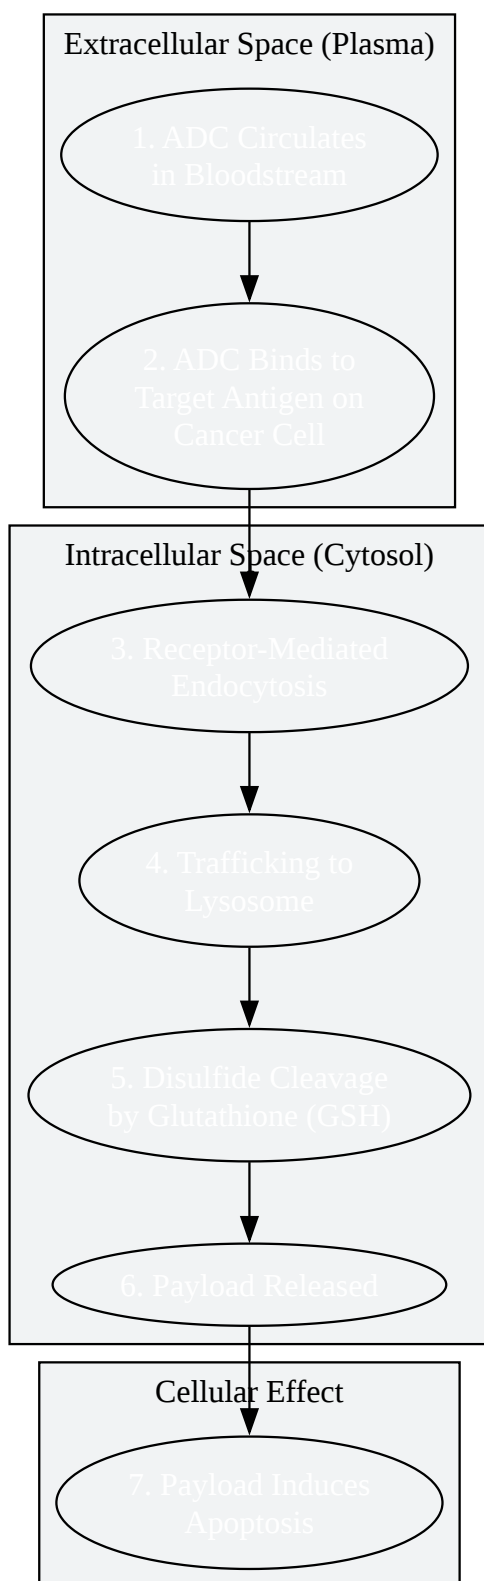 Extracellular Space (Plasma)
1. ADC Circulates
in Bloodstream
2. ADC Binds to
Target Antigen on
Cancer Cell
Intracellular Space (Cytosol)
3. Receptor-Mediated
Endocytosis
4. Trafficking to
Lysosome
5. Disulfide Cleavage
by Glutathione (GSH)
6. Payload Released
Cellular Effect
7. Payload Induces
Apoptosis